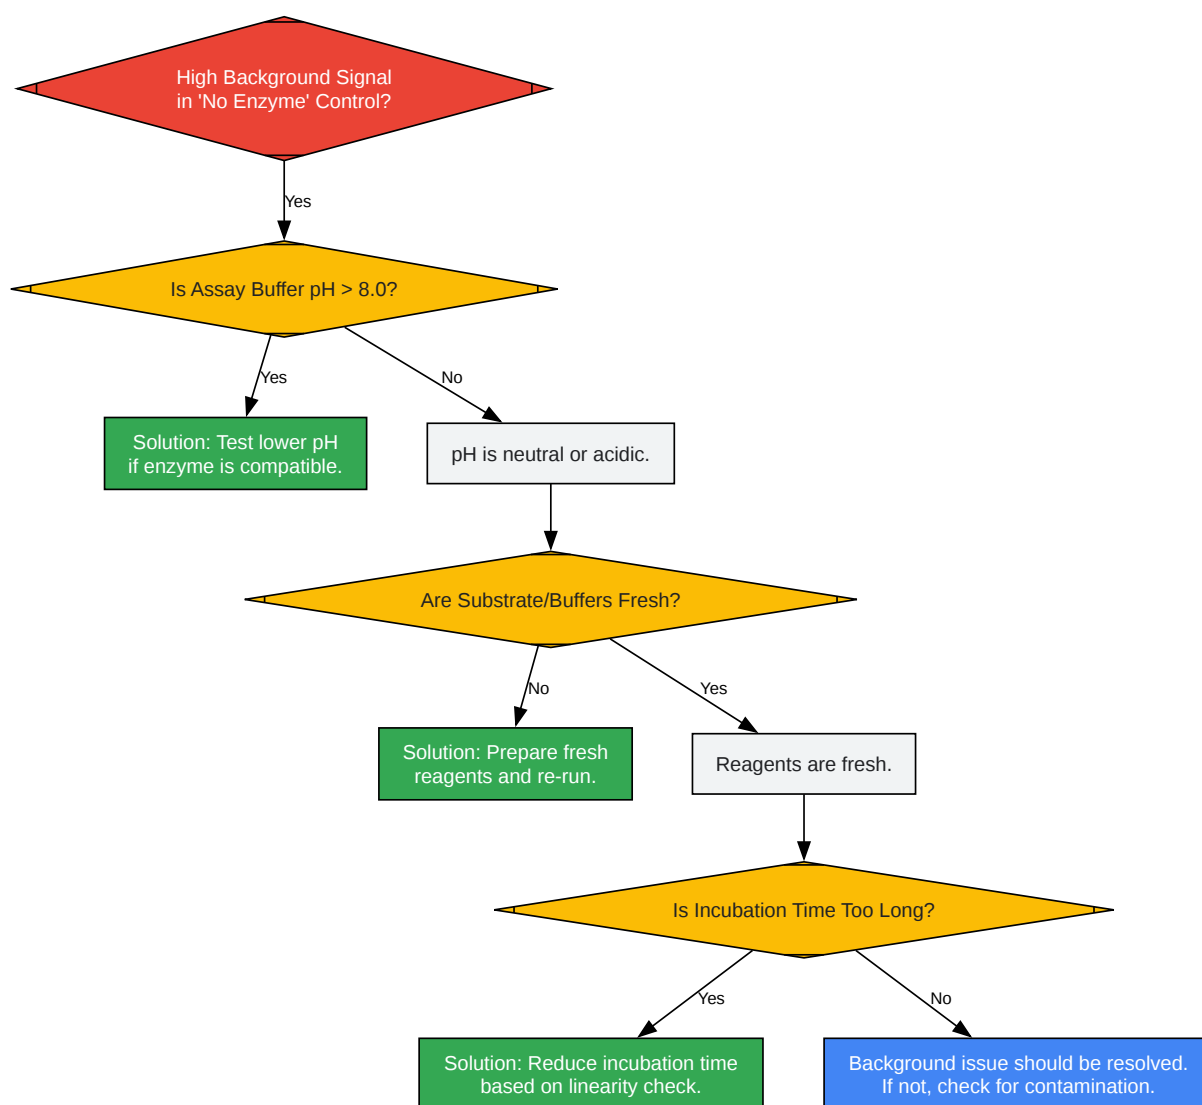 High Background Signal
in 'No Enzyme' Control?
Yes
Is Assay Buffer pH > 8.0?
Yes
No
Solution: Test lower pH
if enzyme is compatible.
pH is neutral or acidic.
Are Substrate/Buffers Fresh?
No
Yes
Solution: Prepare fresh
reagents and re-run.
Reagents are fresh.
Is Incubation Time Too Long?
Yes
No
Solution: Reduce incubation time
based on linearity check.
Background issue should be resolved.
If not, check for contamination.